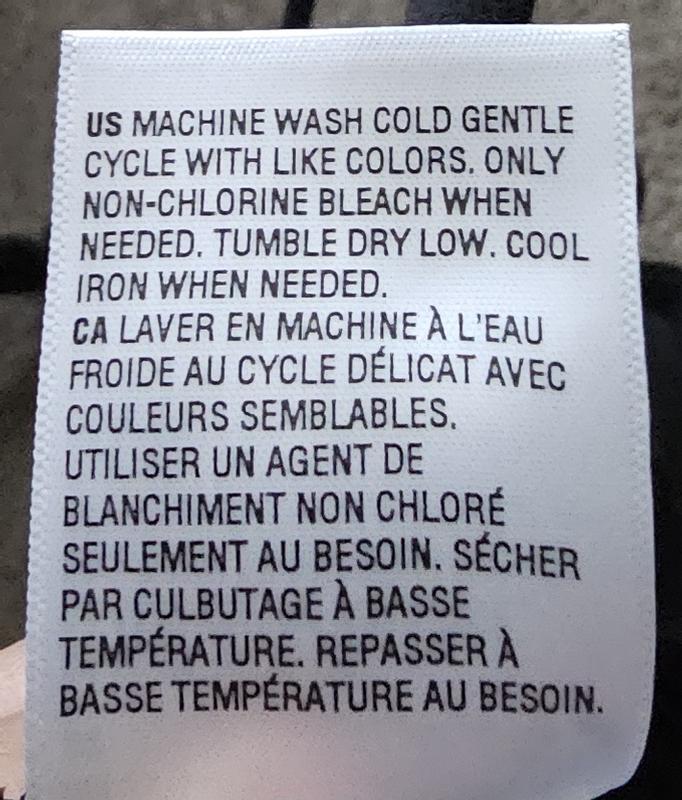 US MACHINE WASH COLD GENTLE
CYCLE WITH LIKE COLORS. ONLY
NON-CHLORINE BLEACH WHEN
NEEDED. TUMBLE DRY LOW. COOL
IRON WHEN NEEDED.
CA LAVER EN MACHINE À L'EAU
FROIDE AU CYCLE DÉLICAT AVEC
COULEURS SEMBLABLES.
UTILISER UN AGENT DE
BLANCHIMENT NON CHLORÉ
SEULEMENT AU BESOIN. SÉCHER
PAR CULBUTAGE À BASSE
TEMPÉRATURE. REPASSER À
BASSE TEMPÉRATURE AU BESOIN.